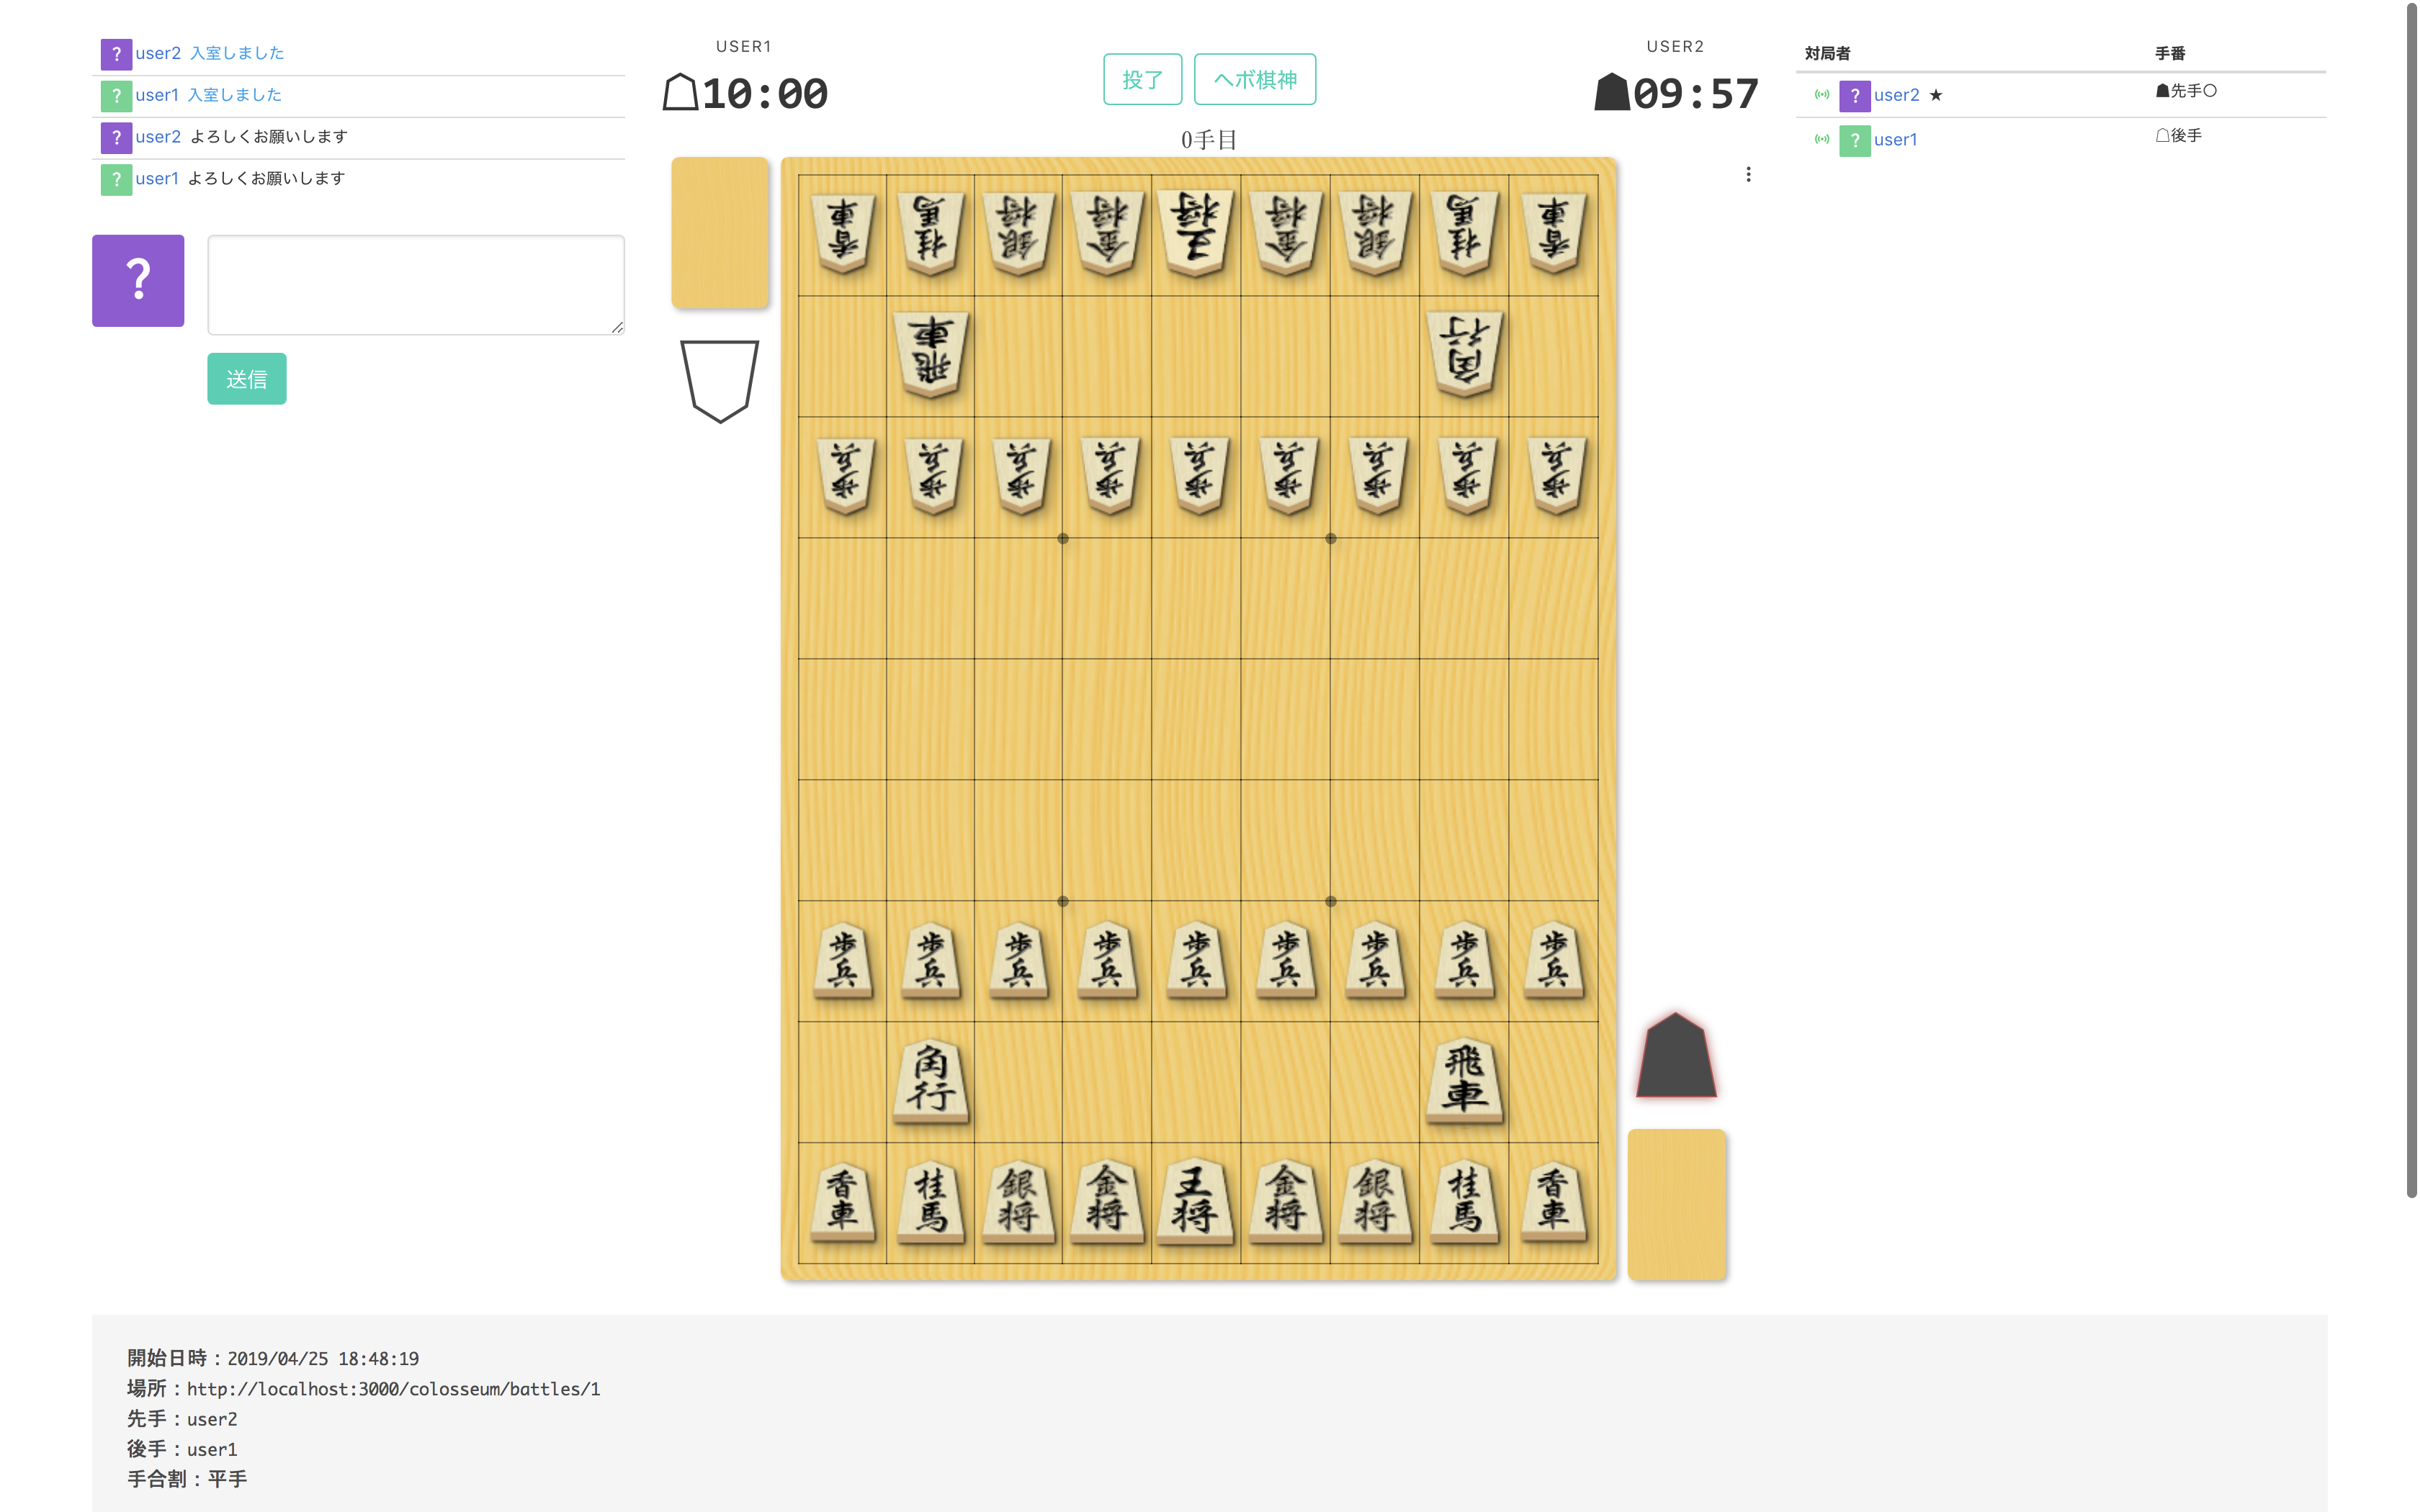 ? user2 入室しました
? user1 入室しました
? user2 よろしくお願いします
? user1 よろしくお願いします
?
送信
USER1
10:00
投了 ヘボ棋神
USER2
09:57
0手目
対局者 手番
? user2 ★ 先手○
? user1 後手
香車 桂馬 銀将 金将 王将 金将 銀将 桂馬 香車
飛車 角行
歩兵 歩兵 歩兵 歩兵 歩兵 歩兵 歩兵 歩兵 歩兵
歩兵 歩兵 歩兵 歩兵 歩兵 歩兵 歩兵 歩兵 歩兵
角行 飛車
香車 桂馬 銀将 金将 王将 金将 銀将 桂馬 香車
開始日時：2019/04/25 18:48:19
場所：http://localhost:3000/colosseum/battles/1
先手：user2
後手：user1
手合割：平手